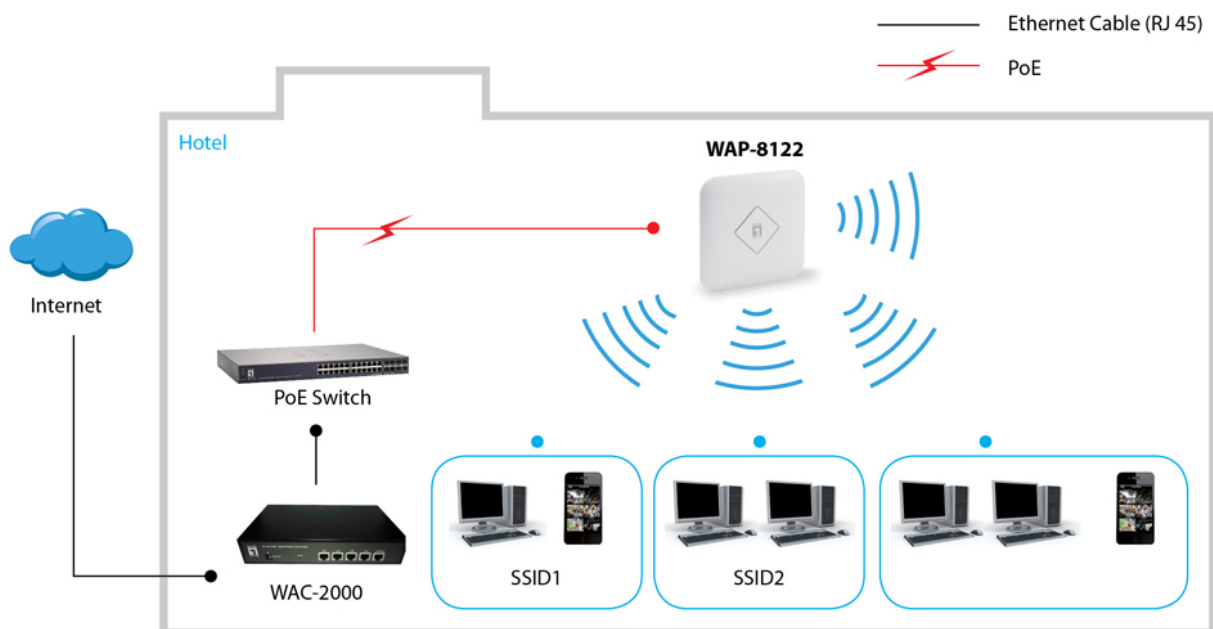 Ethernet Cable (RJ 45)
PoE
Hotel
WAP-8122
Internet
PoE Switch
WAC-2000
SSID1
SSID2